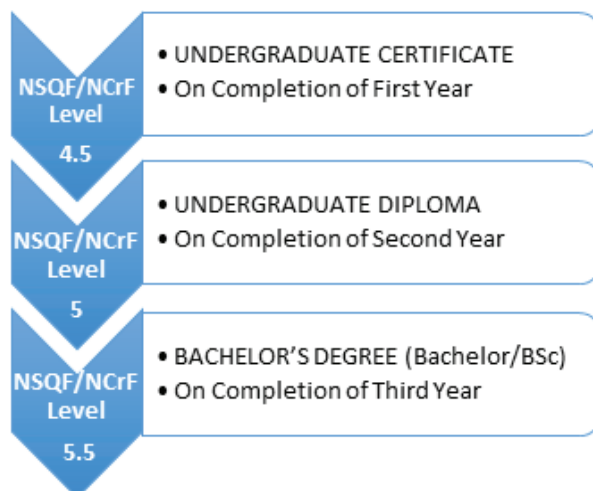 NSQF/NCrF
Level
4.5
• UNDERGRADUATE CERTIFICATE
• On Completion of First Year
NSQF/NCrF
Level
5
• UNDERGRADUATE DIPLOMA
• On Completion of Second Year
NSQF/NCrF
Level
5.5
• BACHELOR’S DEGREE (Bachelor/BSc)
• On Completion of Third Year